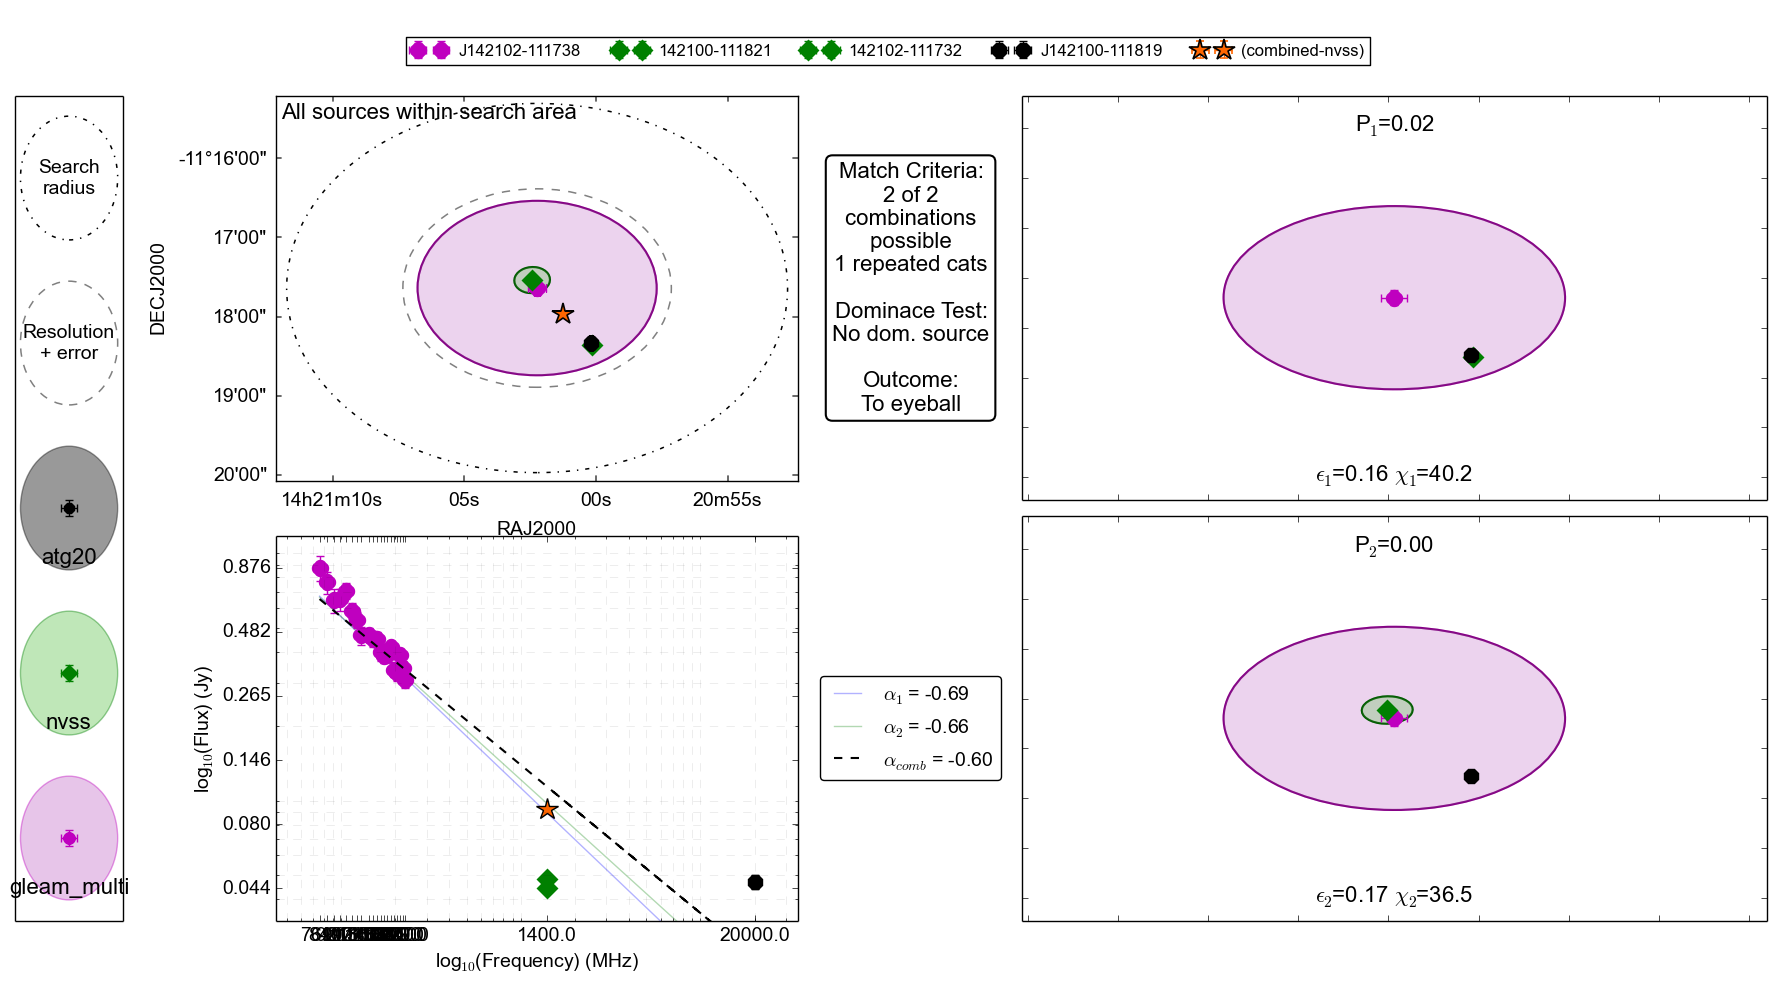 J142102-111738 142100-111821 142102-111732 J142100-111819 (combined-nvss)
Search
radius
Resolution
+ error
atg20
nvss
gleam_multi
All sources within search area
DECJ2000
-11°16'00"
17'00"
18'00"
19'00"
20'00"
14h21m10s 05s 00s 20m55s
RAJ2000
Match Criteria:
2 of 2
combinations
possible
1 repeated cats
Dominace Test:
No dom. source
Outcome:
To eyeball
P₁=0.02
ϵ₁=0.16 χ₁=40.2
log₁₀(Flux) (Jy)
0.876
0.482
0.265
0.146
0.080
0.044
1400.0 20000.0
log₁₀(Frequency) (MHz)
α₁ = -0.69
α₂ = -0.66
α_comb = -0.60
P₂=0.00
ϵ₂=0.17 χ₂=36.5